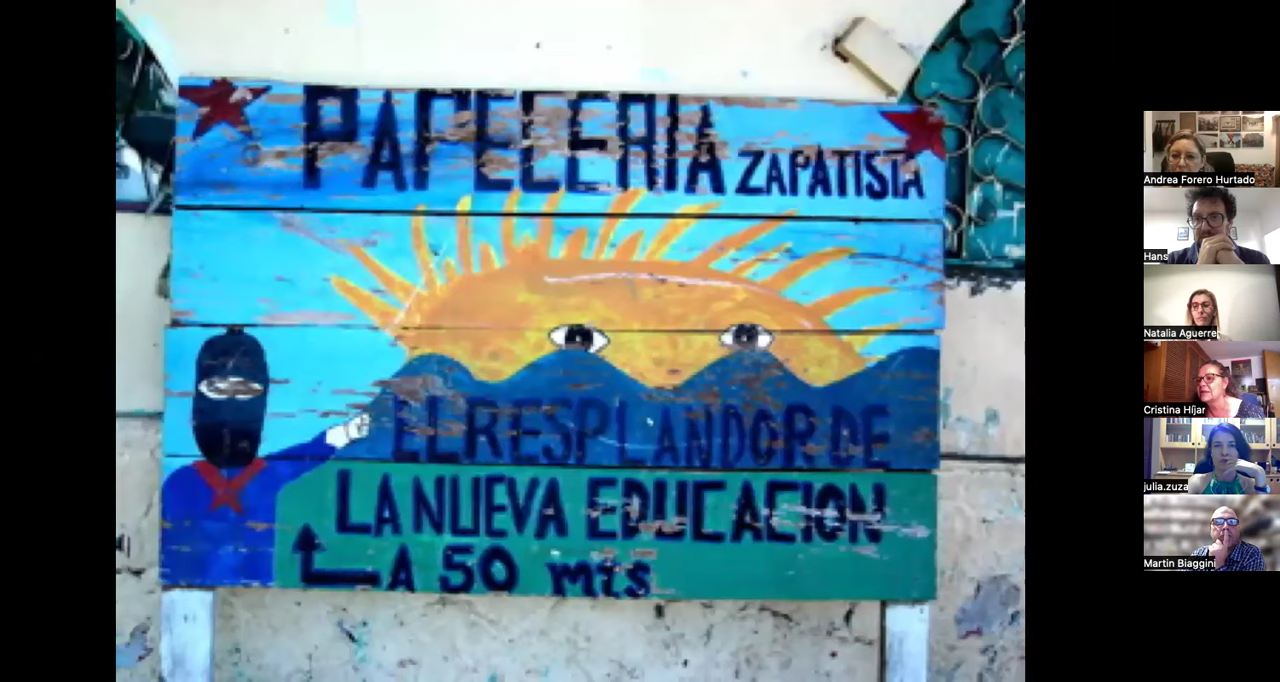 PAPELERIA ZAPATISTA
EL RESPLANDOR DE
LA NUEVA EDUCACION
A 50 mts
Andrea Forero Hurtado
Hans
Natalia Aguerre
Cristina Híjar
julia.zuza
Martin Biaggini